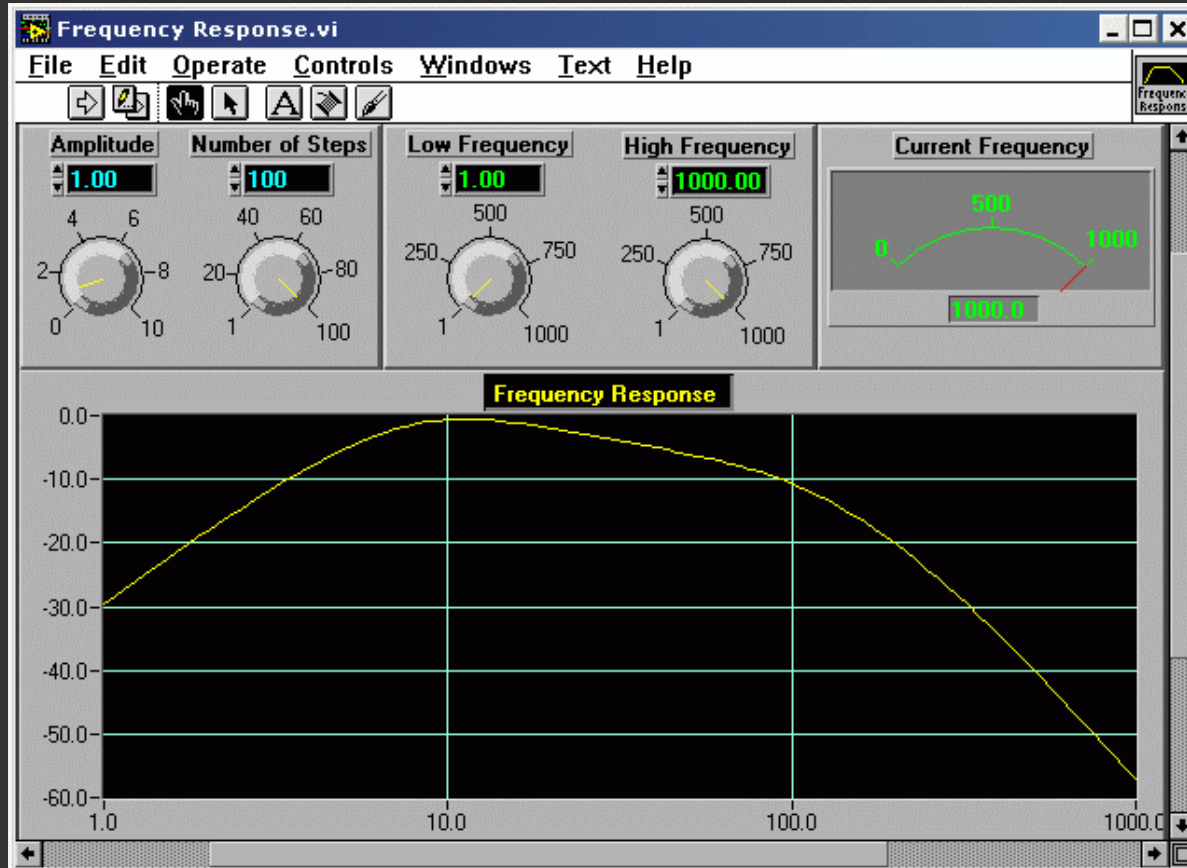 Frequency Response.vi
File Edit Operate Controls Windows Text Help
A
Frequency Response
Amplitude
1.00
0 2 4 6 8 10
Number of Steps
100
1 20 40 60 80 100
Low Frequency
1.00
1 250 500 750 1000
High Frequency
1000.00
1 250 500 750 1000
Current Frequency
0 500 1000
1000.0
Frequency Response
0.0
-10.0
-20.0
-30.0
-40.0
-50.0
-60.0
1.0 10.0 100.0 1000.0